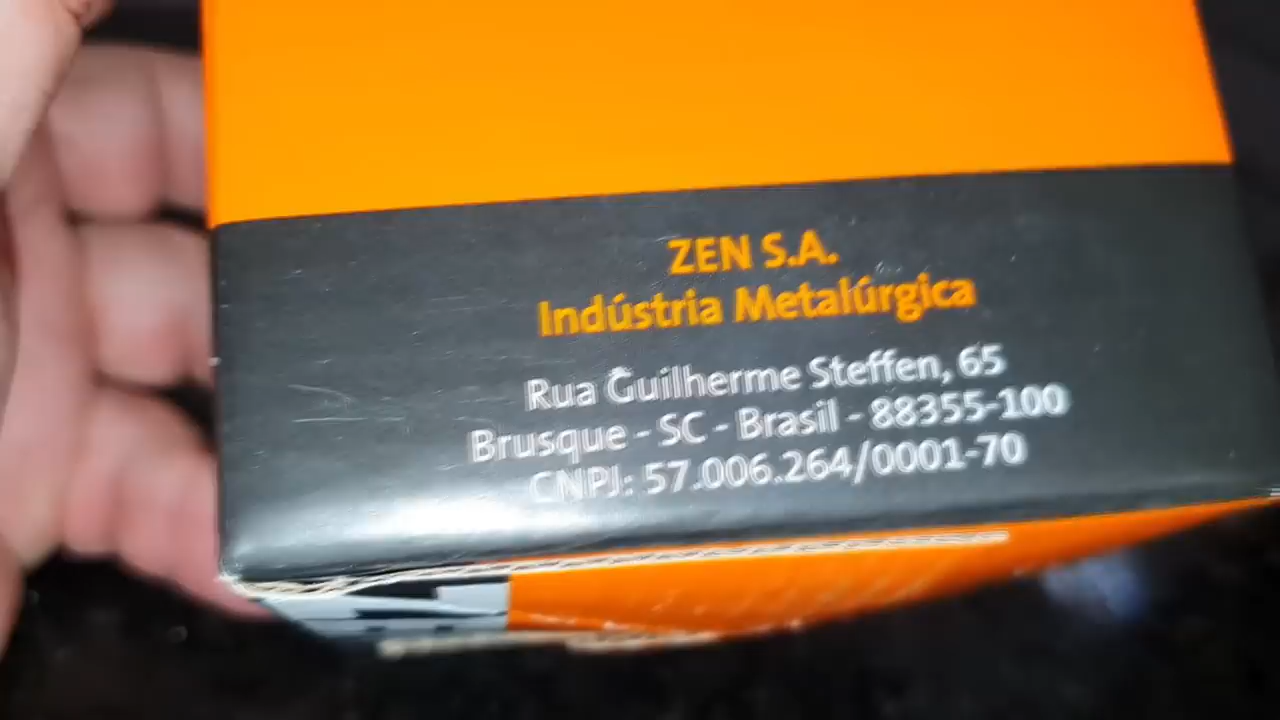 ZEN S.A.
Indústria Metalúrgica
Rua Guilherme Steffen, 65
Brusque - SC - Brasil - 88355-100
CNPJ: 57.006.264/0001-70